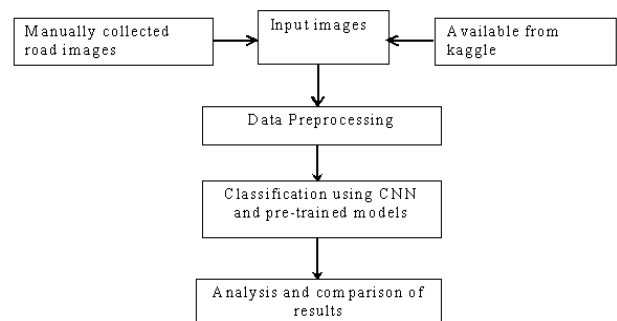 Manually collected
road images
Input images
Available from
kaggle
Data Preprocessing
Classification using CNN
and pre-trained models
Analysis and comparison of
results